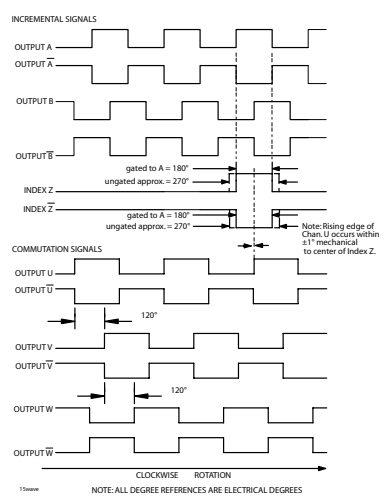 INCREMENTAL SIGNALS
OUTPUT A
OUTPUT A̅
OUTPUT B
OUTPUT B̅
gated to A = 180°
ungated approx. = 270°
INDEX Z
INDEX Z̅
gated to A = 180°
ungated approx. = 270°
Note: Rising edge of
Chan. U occurs within
±1° mechanical
to center of Index Z.
COMMUTATION SIGNALS
OUTPUT U
OUTPUT U̅
120°
OUTPUT V
OUTPUT V̅
120°
OUTPUT W
OUTPUT W̅
CLOCKWISE ROTATION
15wave
NOTE: ALL DEGREE REFERENCES ARE ELECTRICAL DEGREES